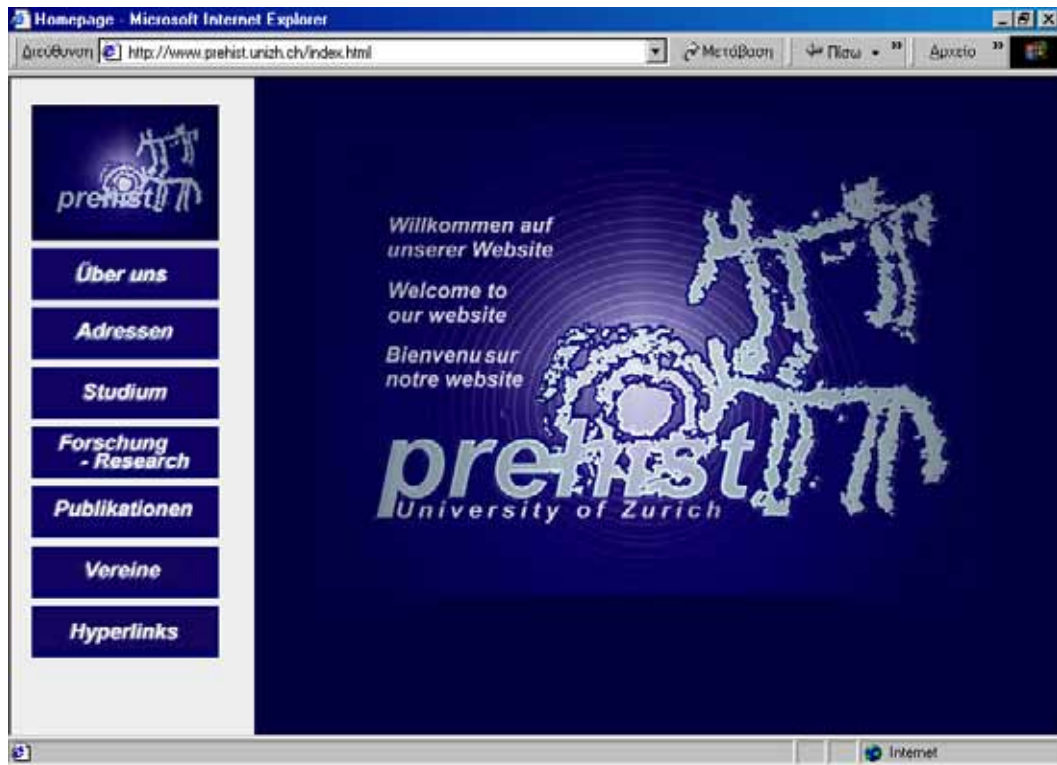 Homepage - Microsoft Internet Explorer
Διεύθυνση http://www.prehist.unizh.ch/index.html Μετάβαση Πίσω » Αρχείο »
prehist
Über uns
Adressen
Studium
Forschung
- Research
Publikationen
Vereine
Hyperlinks
Willkommen auf
unserer Website
Welcome to
our website
Bienvenu sur
notre website
prehist
University of Zurich
Internet